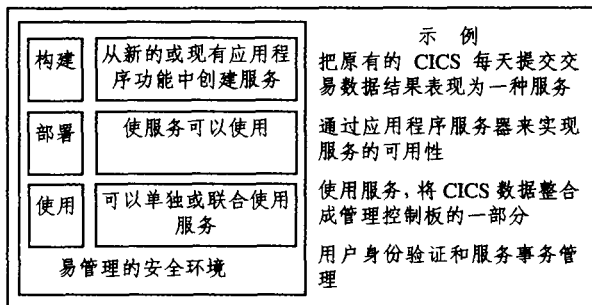 示 例
构建
从新的或现有应用程
序功能中创建服务
把原有的 CICS 每天提交交
易数据结果表现为一种服务
部署
使服务可以使用
通过应用程序服务器来实现
服务的可用性
使用
可以单独或联合使用
服务
使用服务，将 CICS 数据整合
成管理控制板的一部分
易管理的安全环境
用户身份验证和服务事务管
理